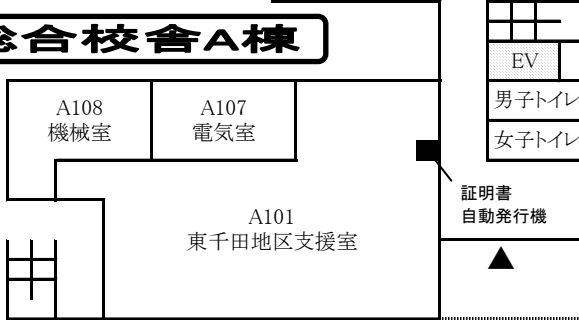 総合校舎A棟
EV
男子トイレ
女子トイレ
A108
機械室
A107
電気室
証明書
自動発行機
A101
東千田地区支援室